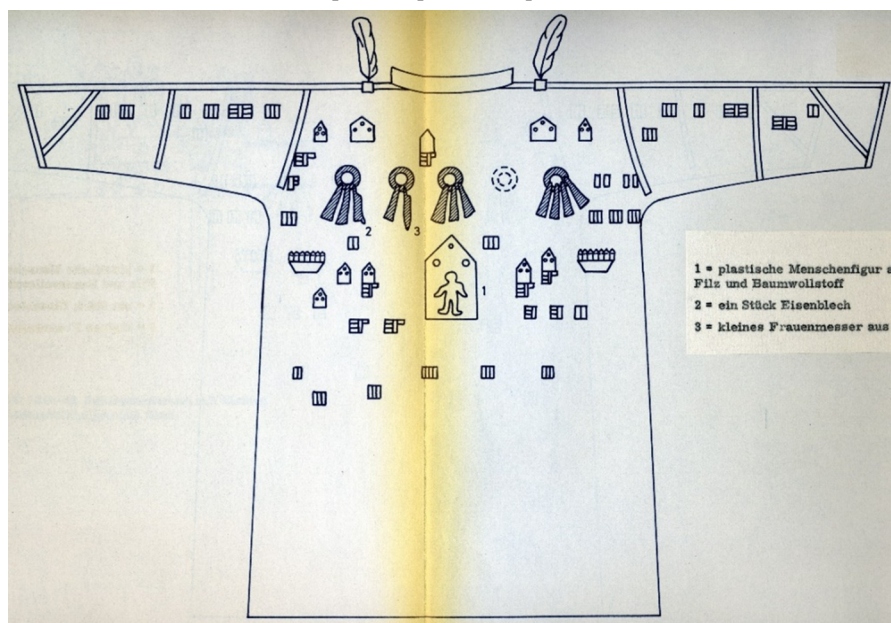 2
3
1
1 = plastische Menschenfigur a
Filz und Baumwollstoff
2 = ein Stück Eisenblech
3 = kleines Frauenmesser aus